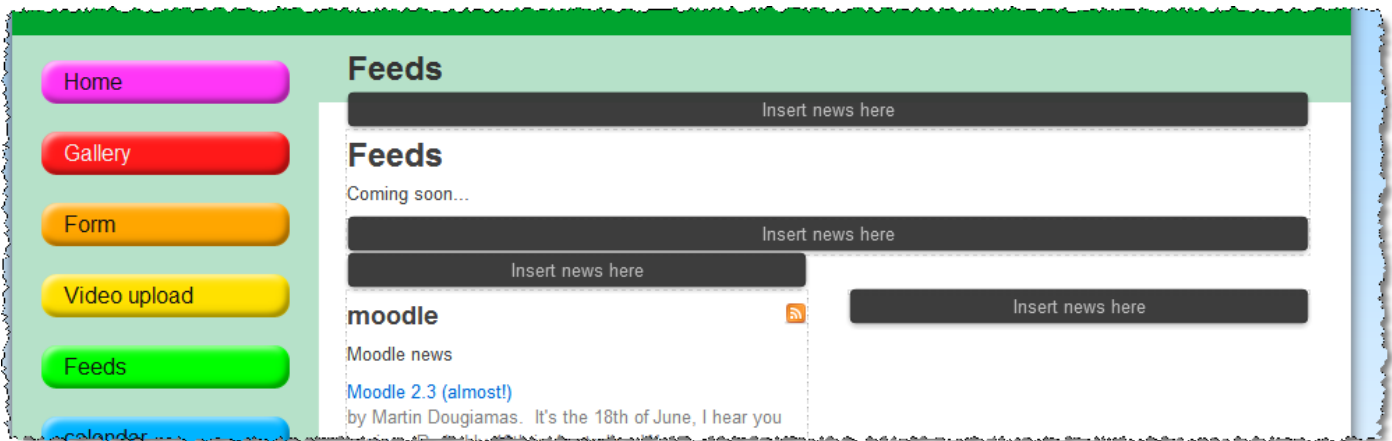 Home
Gallery
Form
Video upload
Feeds
calendar
Feeds
Insert news here
Feeds
Coming soon...
Insert news here
Insert news here
Insert news here
moodle
Moodle news
Moodle 2.3 (almost!)
by Martin Dougiamas.  It's the 18th of June, I hear you